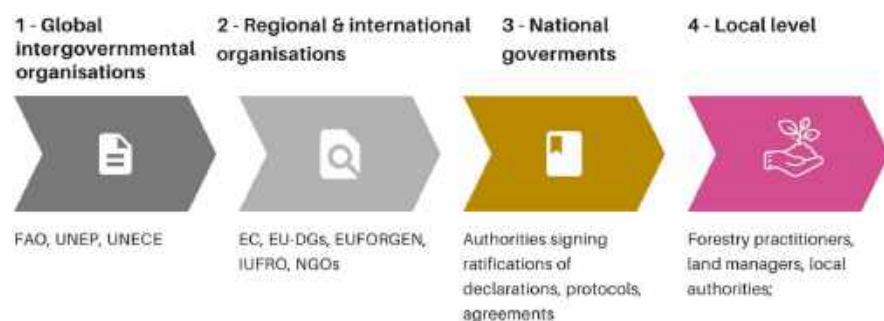 1 - Global
intergovernmental
organisations
2 - Regional & international
organisations
3 - National
goverments
4 - Local level
FAO, UNEP, UNECE
EC, EU-DGs, EUFORGEN,
IUFRO, NGOs
Authorities signing
ratifications of
declarations, protocols,
agreements
Forestry practitioners,
land managers, local
authorities;